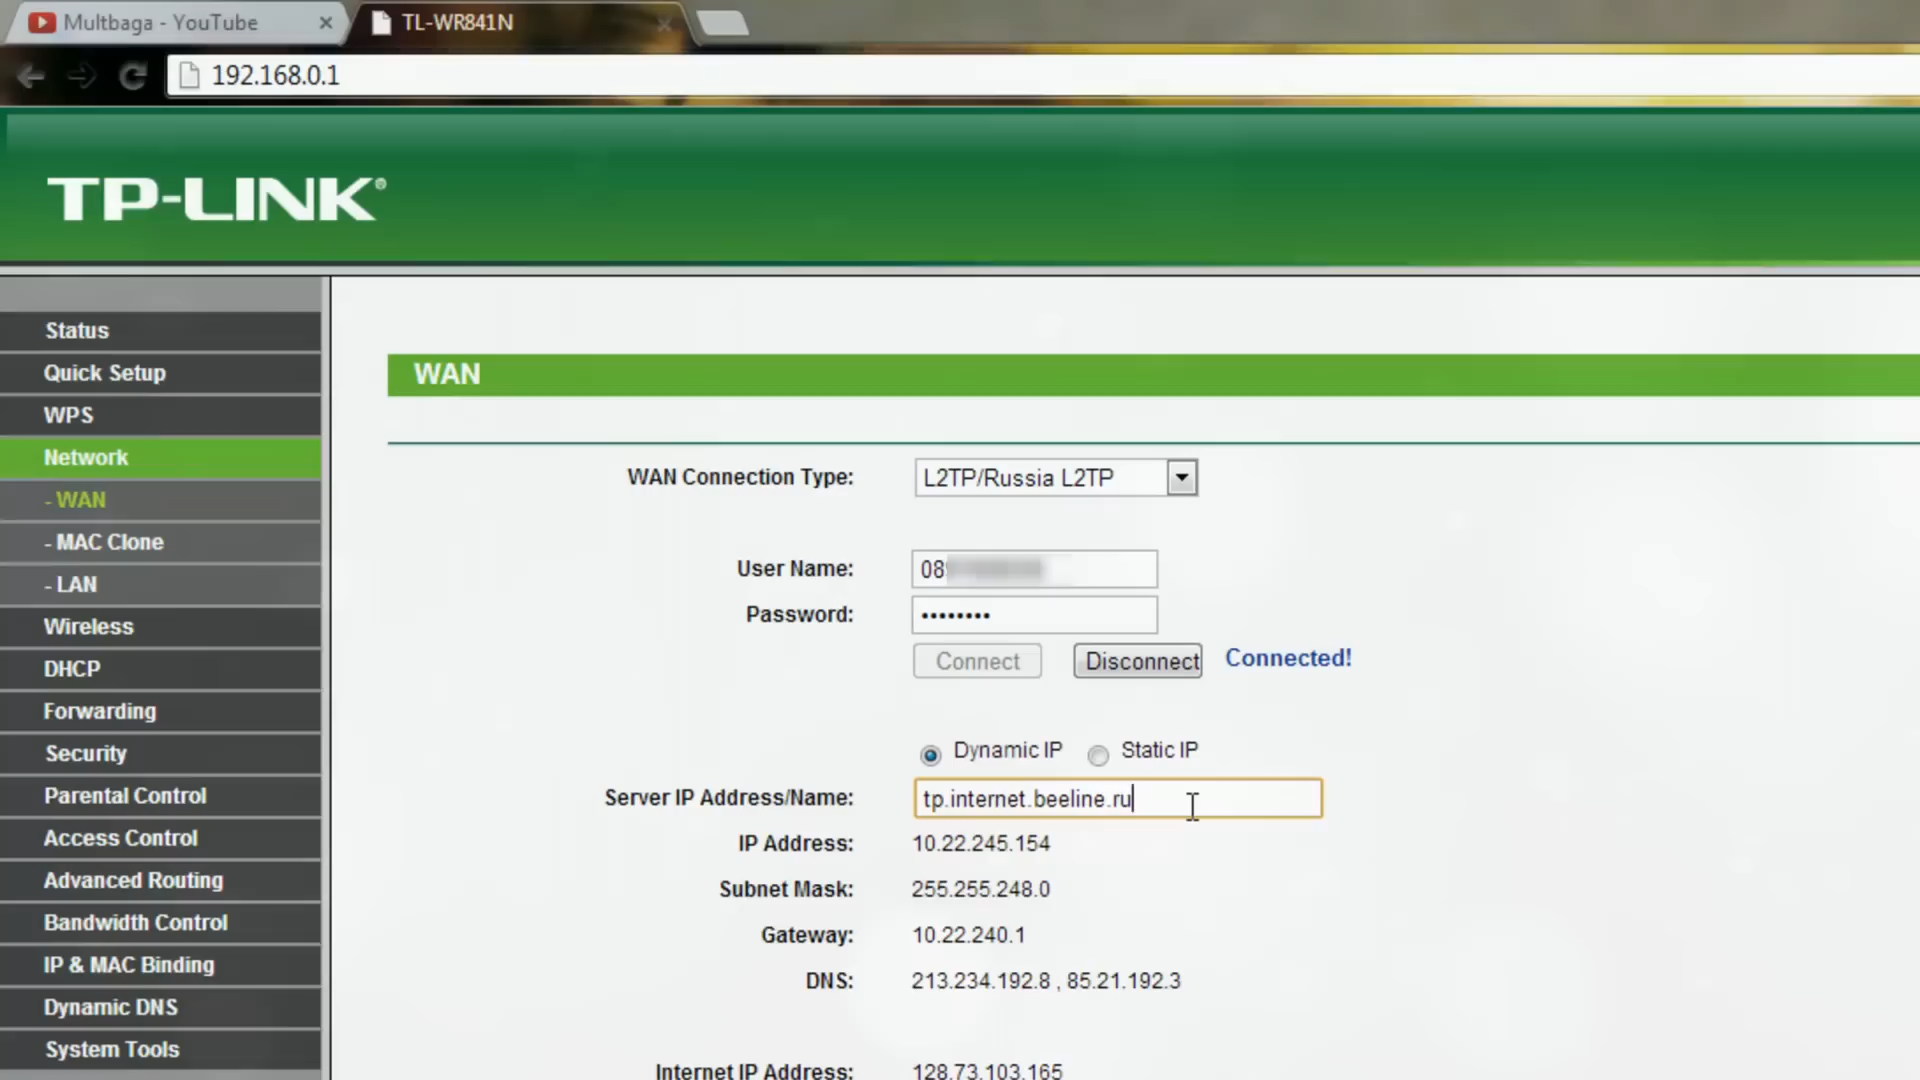 Multbaga - YouTube
TL-WR841N
192.168.0.1
TP-LINK®
Status
Quick Setup
WPS
Network
- WAN
- MAC Clone
- LAN
Wireless
DHCP
Forwarding
Security
Parental Control
Access Control
Advanced Routing
Bandwidth Control
IP & MAC Binding
Dynamic DNS
System Tools
WAN
WAN Connection Type: L2TP/Russia L2TP
User Name: 08
Password: ••••••••
Connect Disconnect Connected!
Dynamic IP Static IP
Server IP Address/Name: tp.internet.beeline.ru
IP Address: 10.22.245.154
Subnet Mask: 255.255.248.0
Gateway: 10.22.240.1
DNS: 213.234.192.8 , 85.21.192.3
Internet IP Address: 128.73.103.165